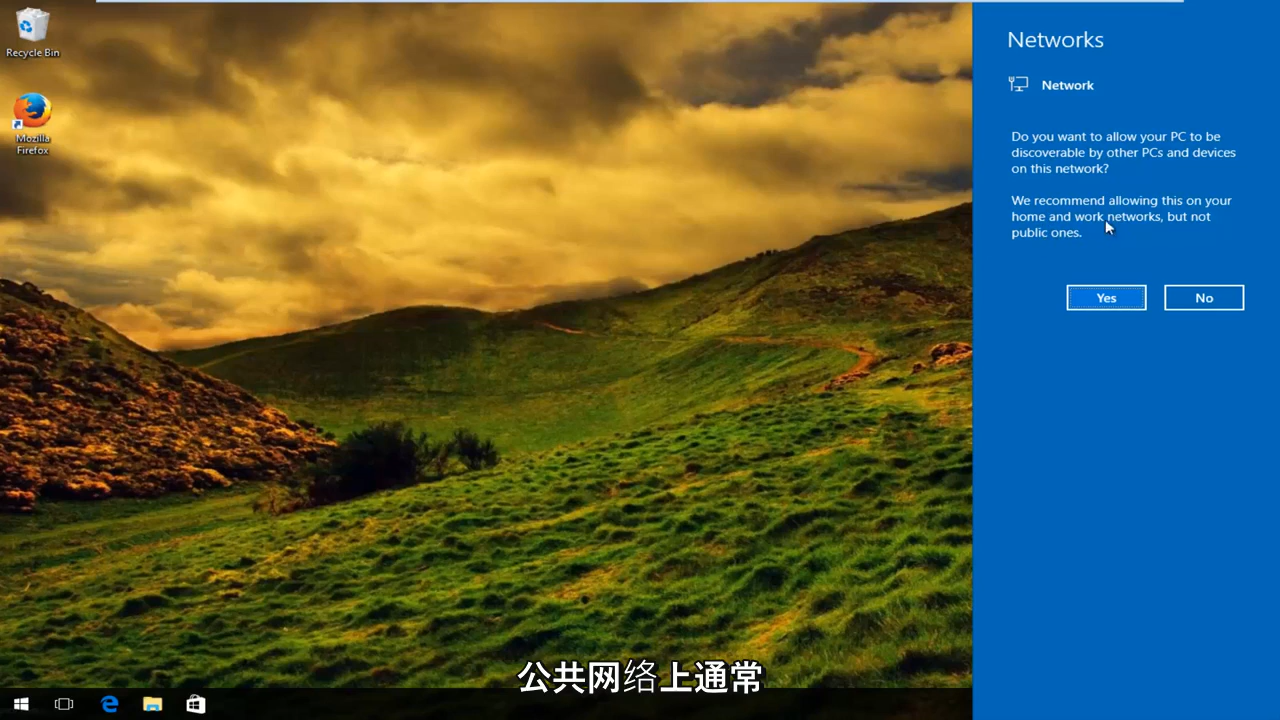 Recycle Bin
Mozilla
Firefox
Networks
Network
Do you want to allow your PC to be
discoverable by other PCs and devices
on this network?
We recommend allowing this on your
home and work networks, but not
public ones.
Yes
No
公共网络上通常